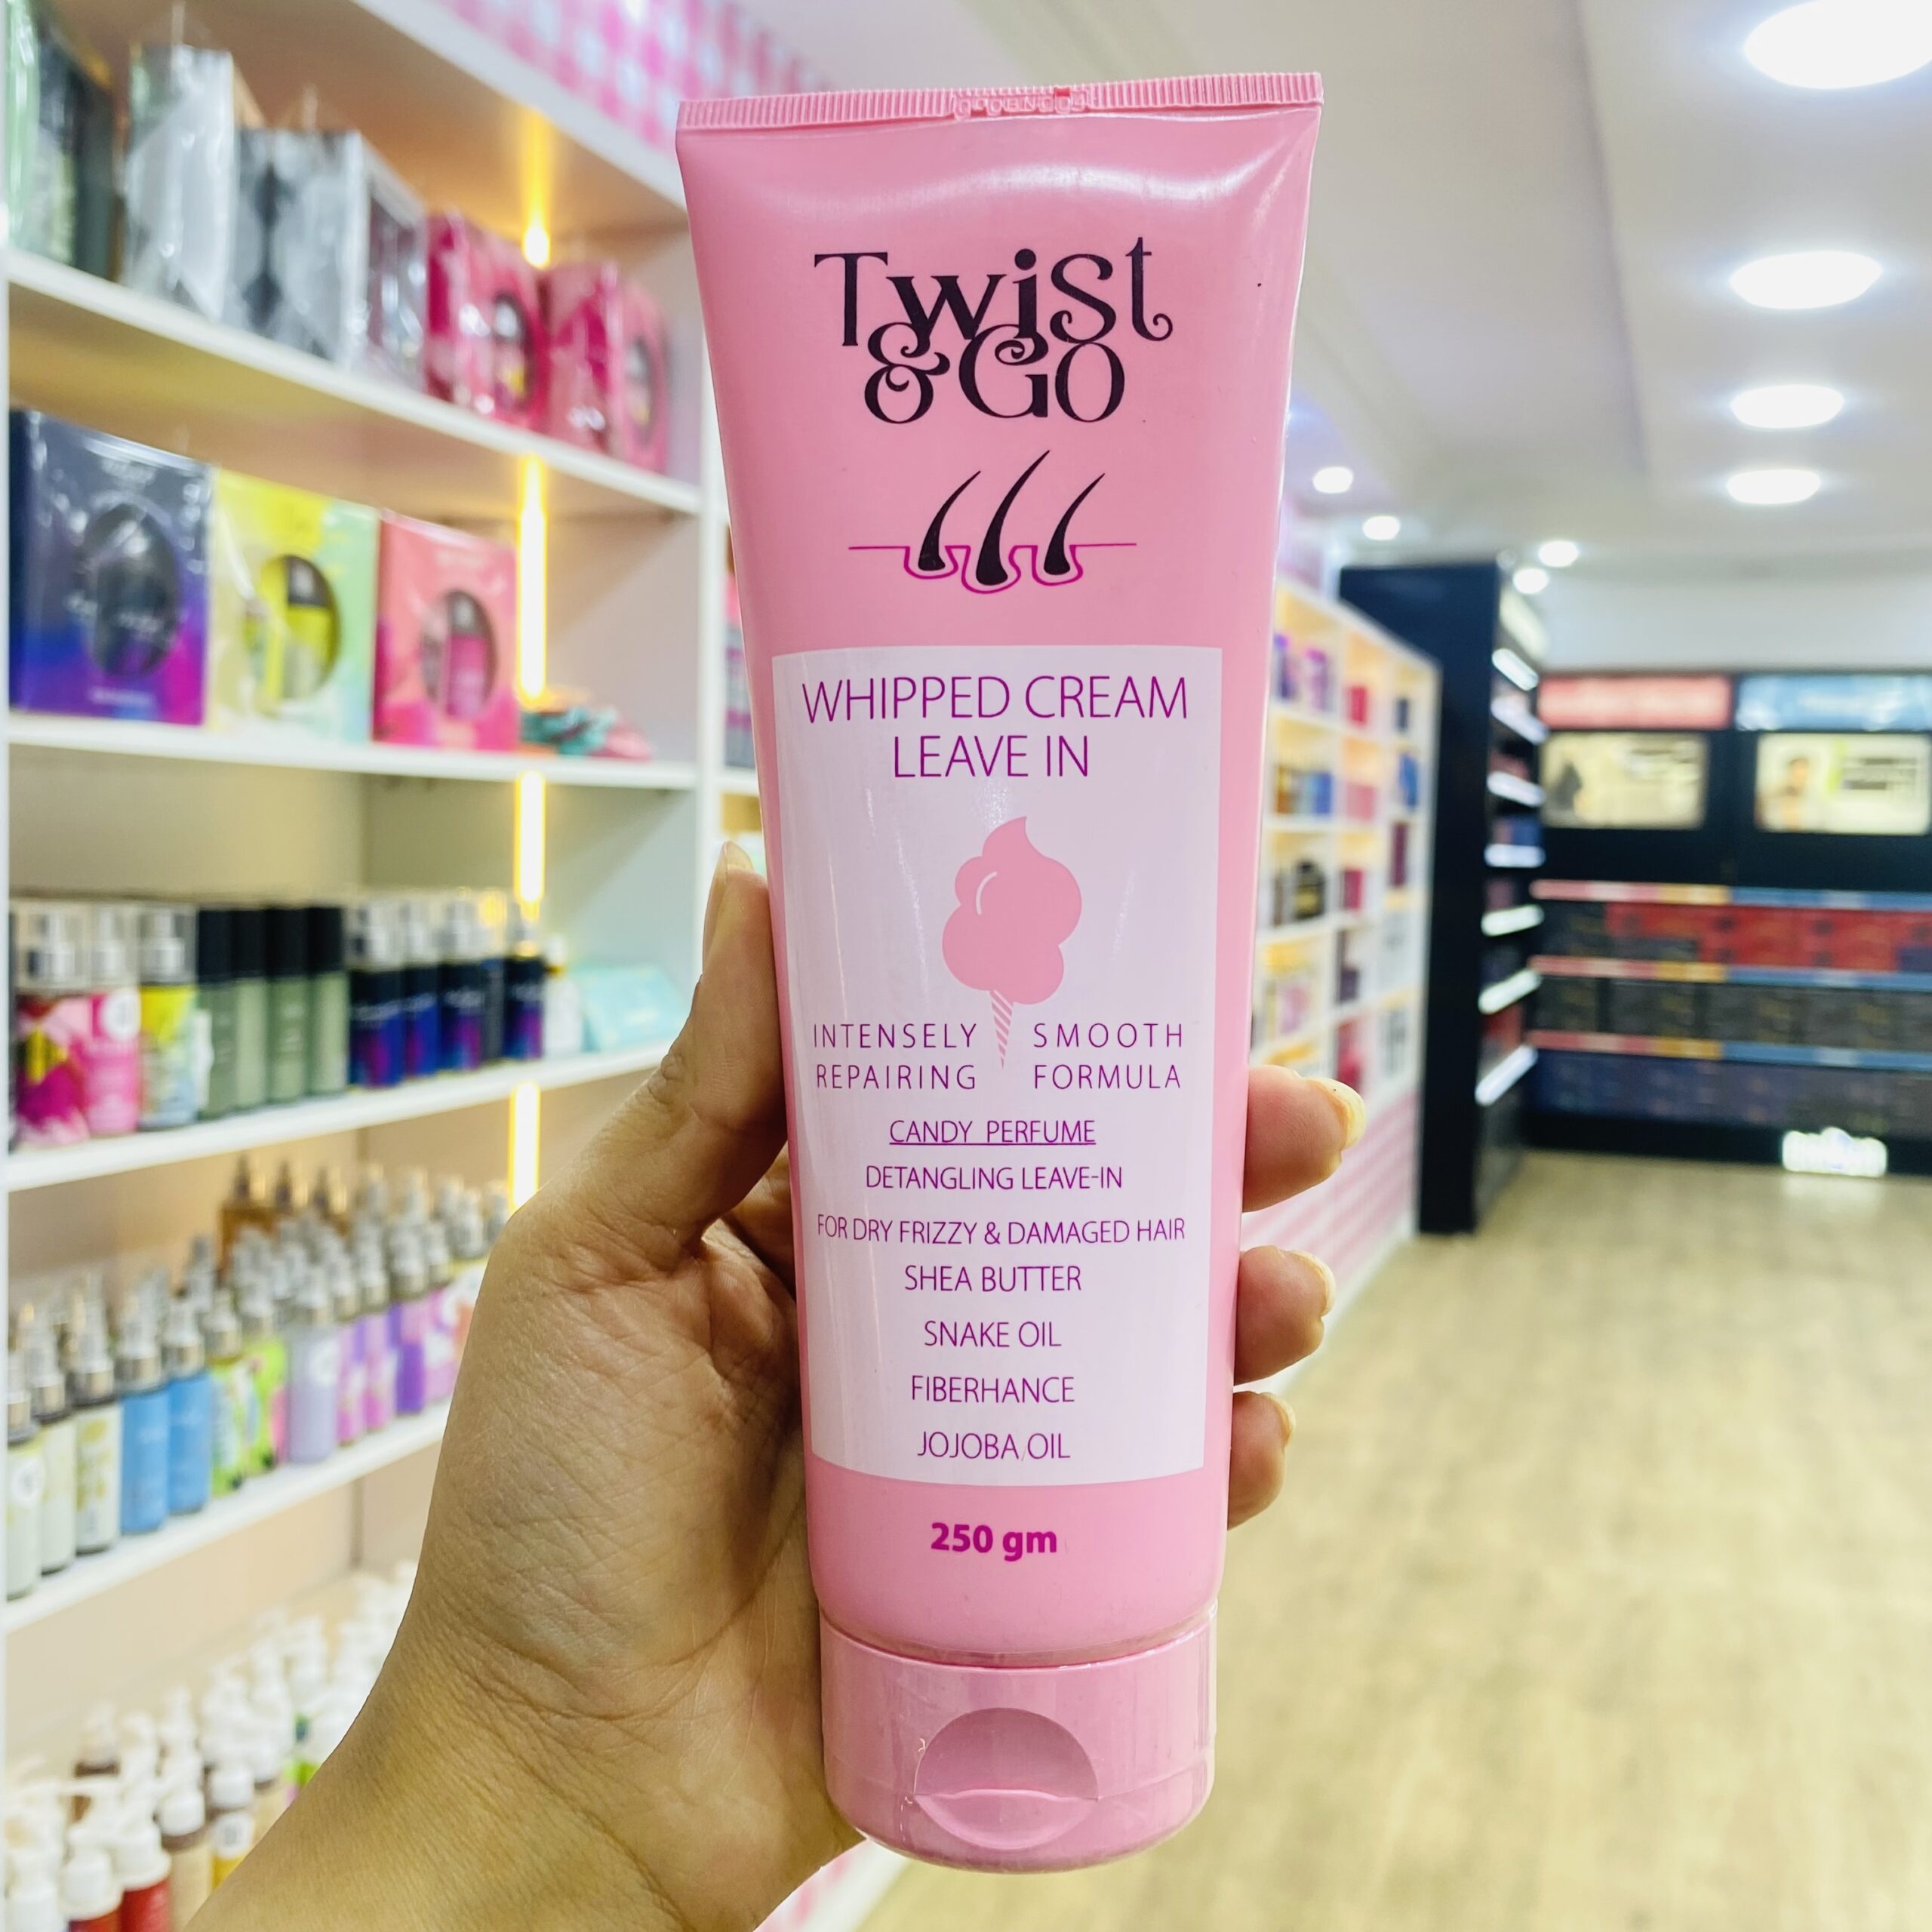 Twist
&Go
WHIPPED CREAM
LEAVE IN
INTENSELY SMOOTH
REPAIRING FORMULA
CANDY PERFUME
DETANGLING LEAVE-IN
FOR DRY FRIZZY & DAMAGED HAIR
SHEA BUTTER
SNAKE OIL
FIBERHANCE
JOJOBA OIL
250 gm